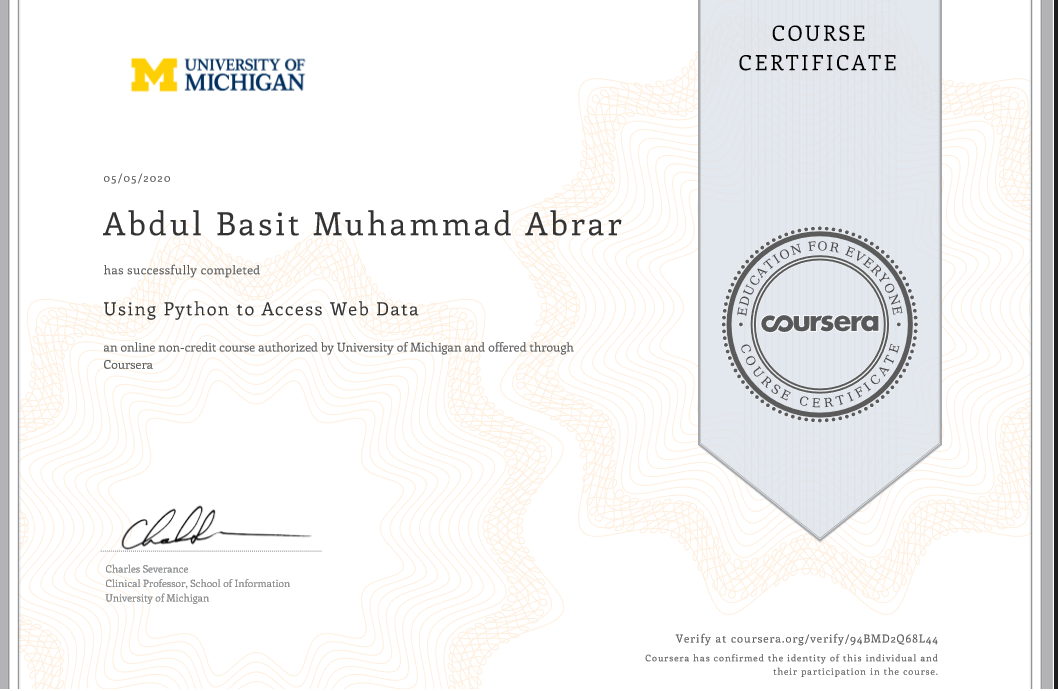 UNIVERSITY OF
MICHIGAN
COURSE
CERTIFICATE
05/05/2020
Abdul Basit Muhammad Abrar
has successfully completed
Using Python to Access Web Data
an online non-credit course authorized by University of Michigan and offered through
Coursera
EDUCATION FOR EVERYONE
coursera
COURSE CERTIFICATE
Charles Severance
Clinical Professor, School of Information
University of Michigan
Verify at coursera.org/verify/94BMD2Q68L44
Coursera has confirmed the identity of this individual and
their participation in the course.